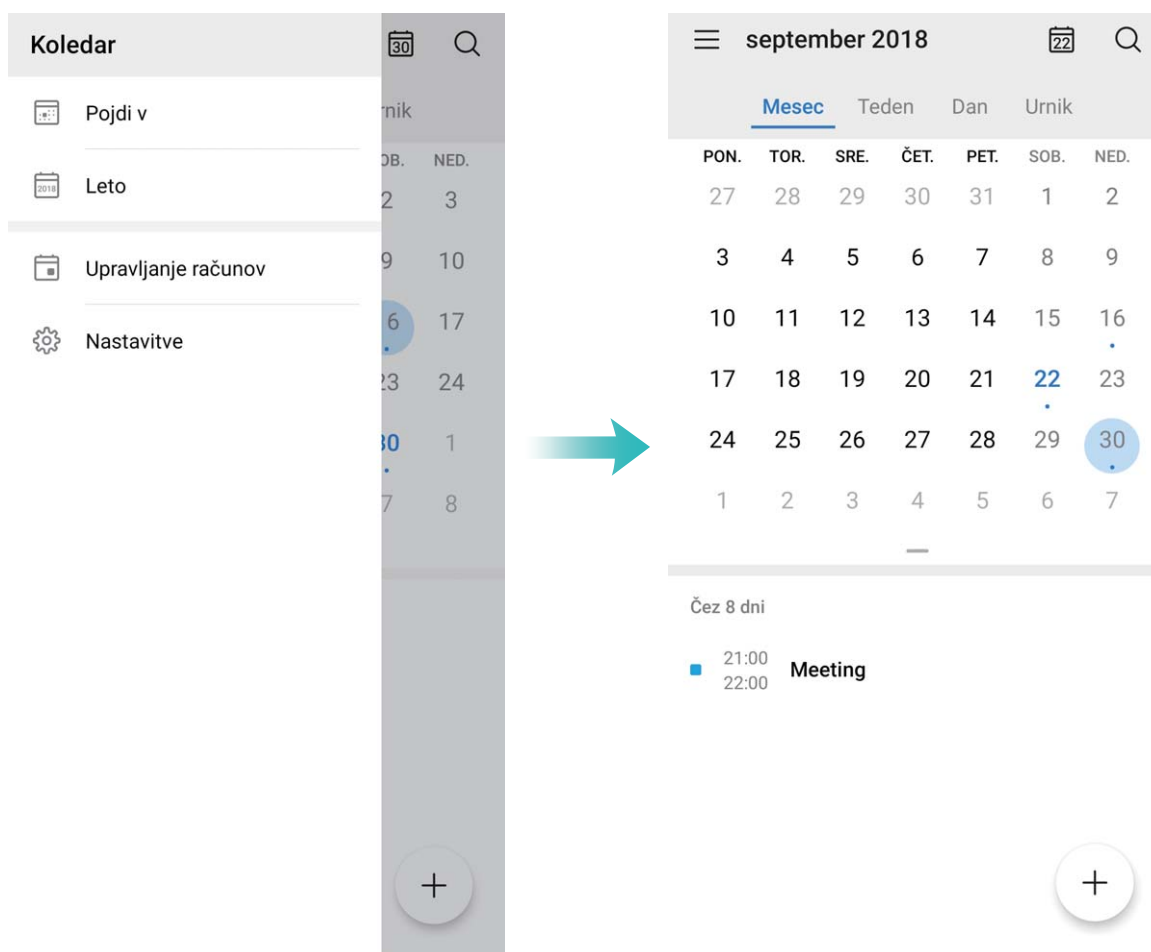 Koledar
30
Pojdi v
2018
Leto
Upravljanje računov
Nastavitve
NED.
2 3
9 10
6 17
23 24
30 1
7 8
september 2018
22
Mesec Teden Dan Urnik
PON. TOR. SRE. ČET. PET. SOB. NED.
27 28 29 30 31 1 2
3 4 5 6 7 8 9
10 11 12 13 14 15 16
17 18 19 20 21 22 23
24 25 26 27 28 29 30
1 2 3 4 5 6 7
Čez 8 dni
21:00
22:00
Meeting